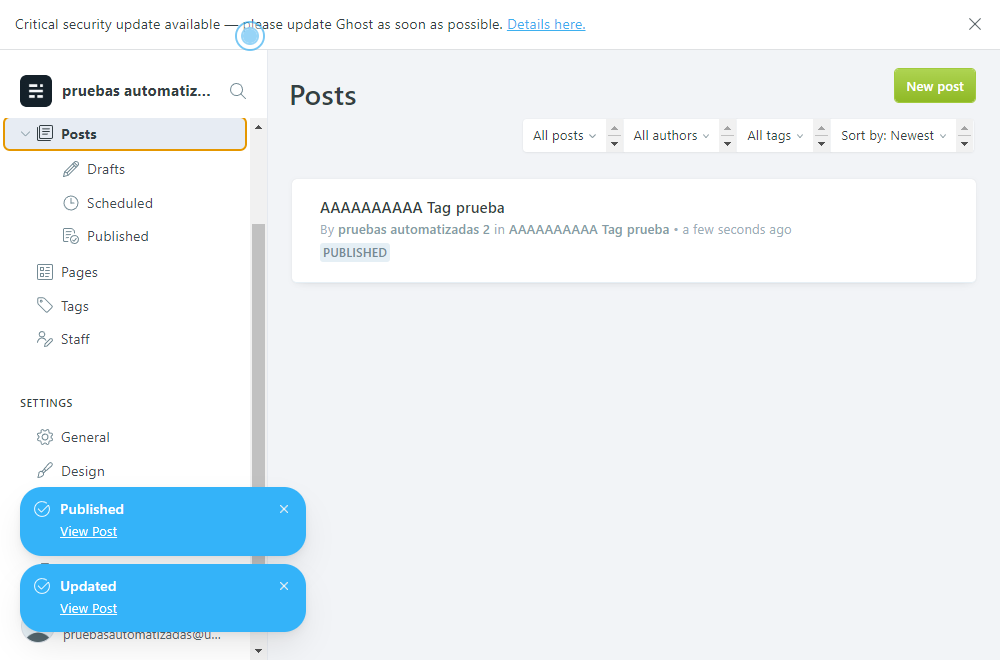 Critical security update available — please update Ghost as soon as possible. Details here.
pruebas automatiz...
Posts
Drafts
Scheduled
Published
Pages
Tags
Staff
SETTINGS
General
Design
Published
View Post
Updated
View Post
pruebasautomatizadas@u...
Posts
New post
All posts
All authors
All tags
Sort by: Newest
AAAAAAAAAA Tag prueba
By pruebas automatizadas 2 in AAAAAAAAAA Tag prueba • a few seconds ago
PUBLISHED